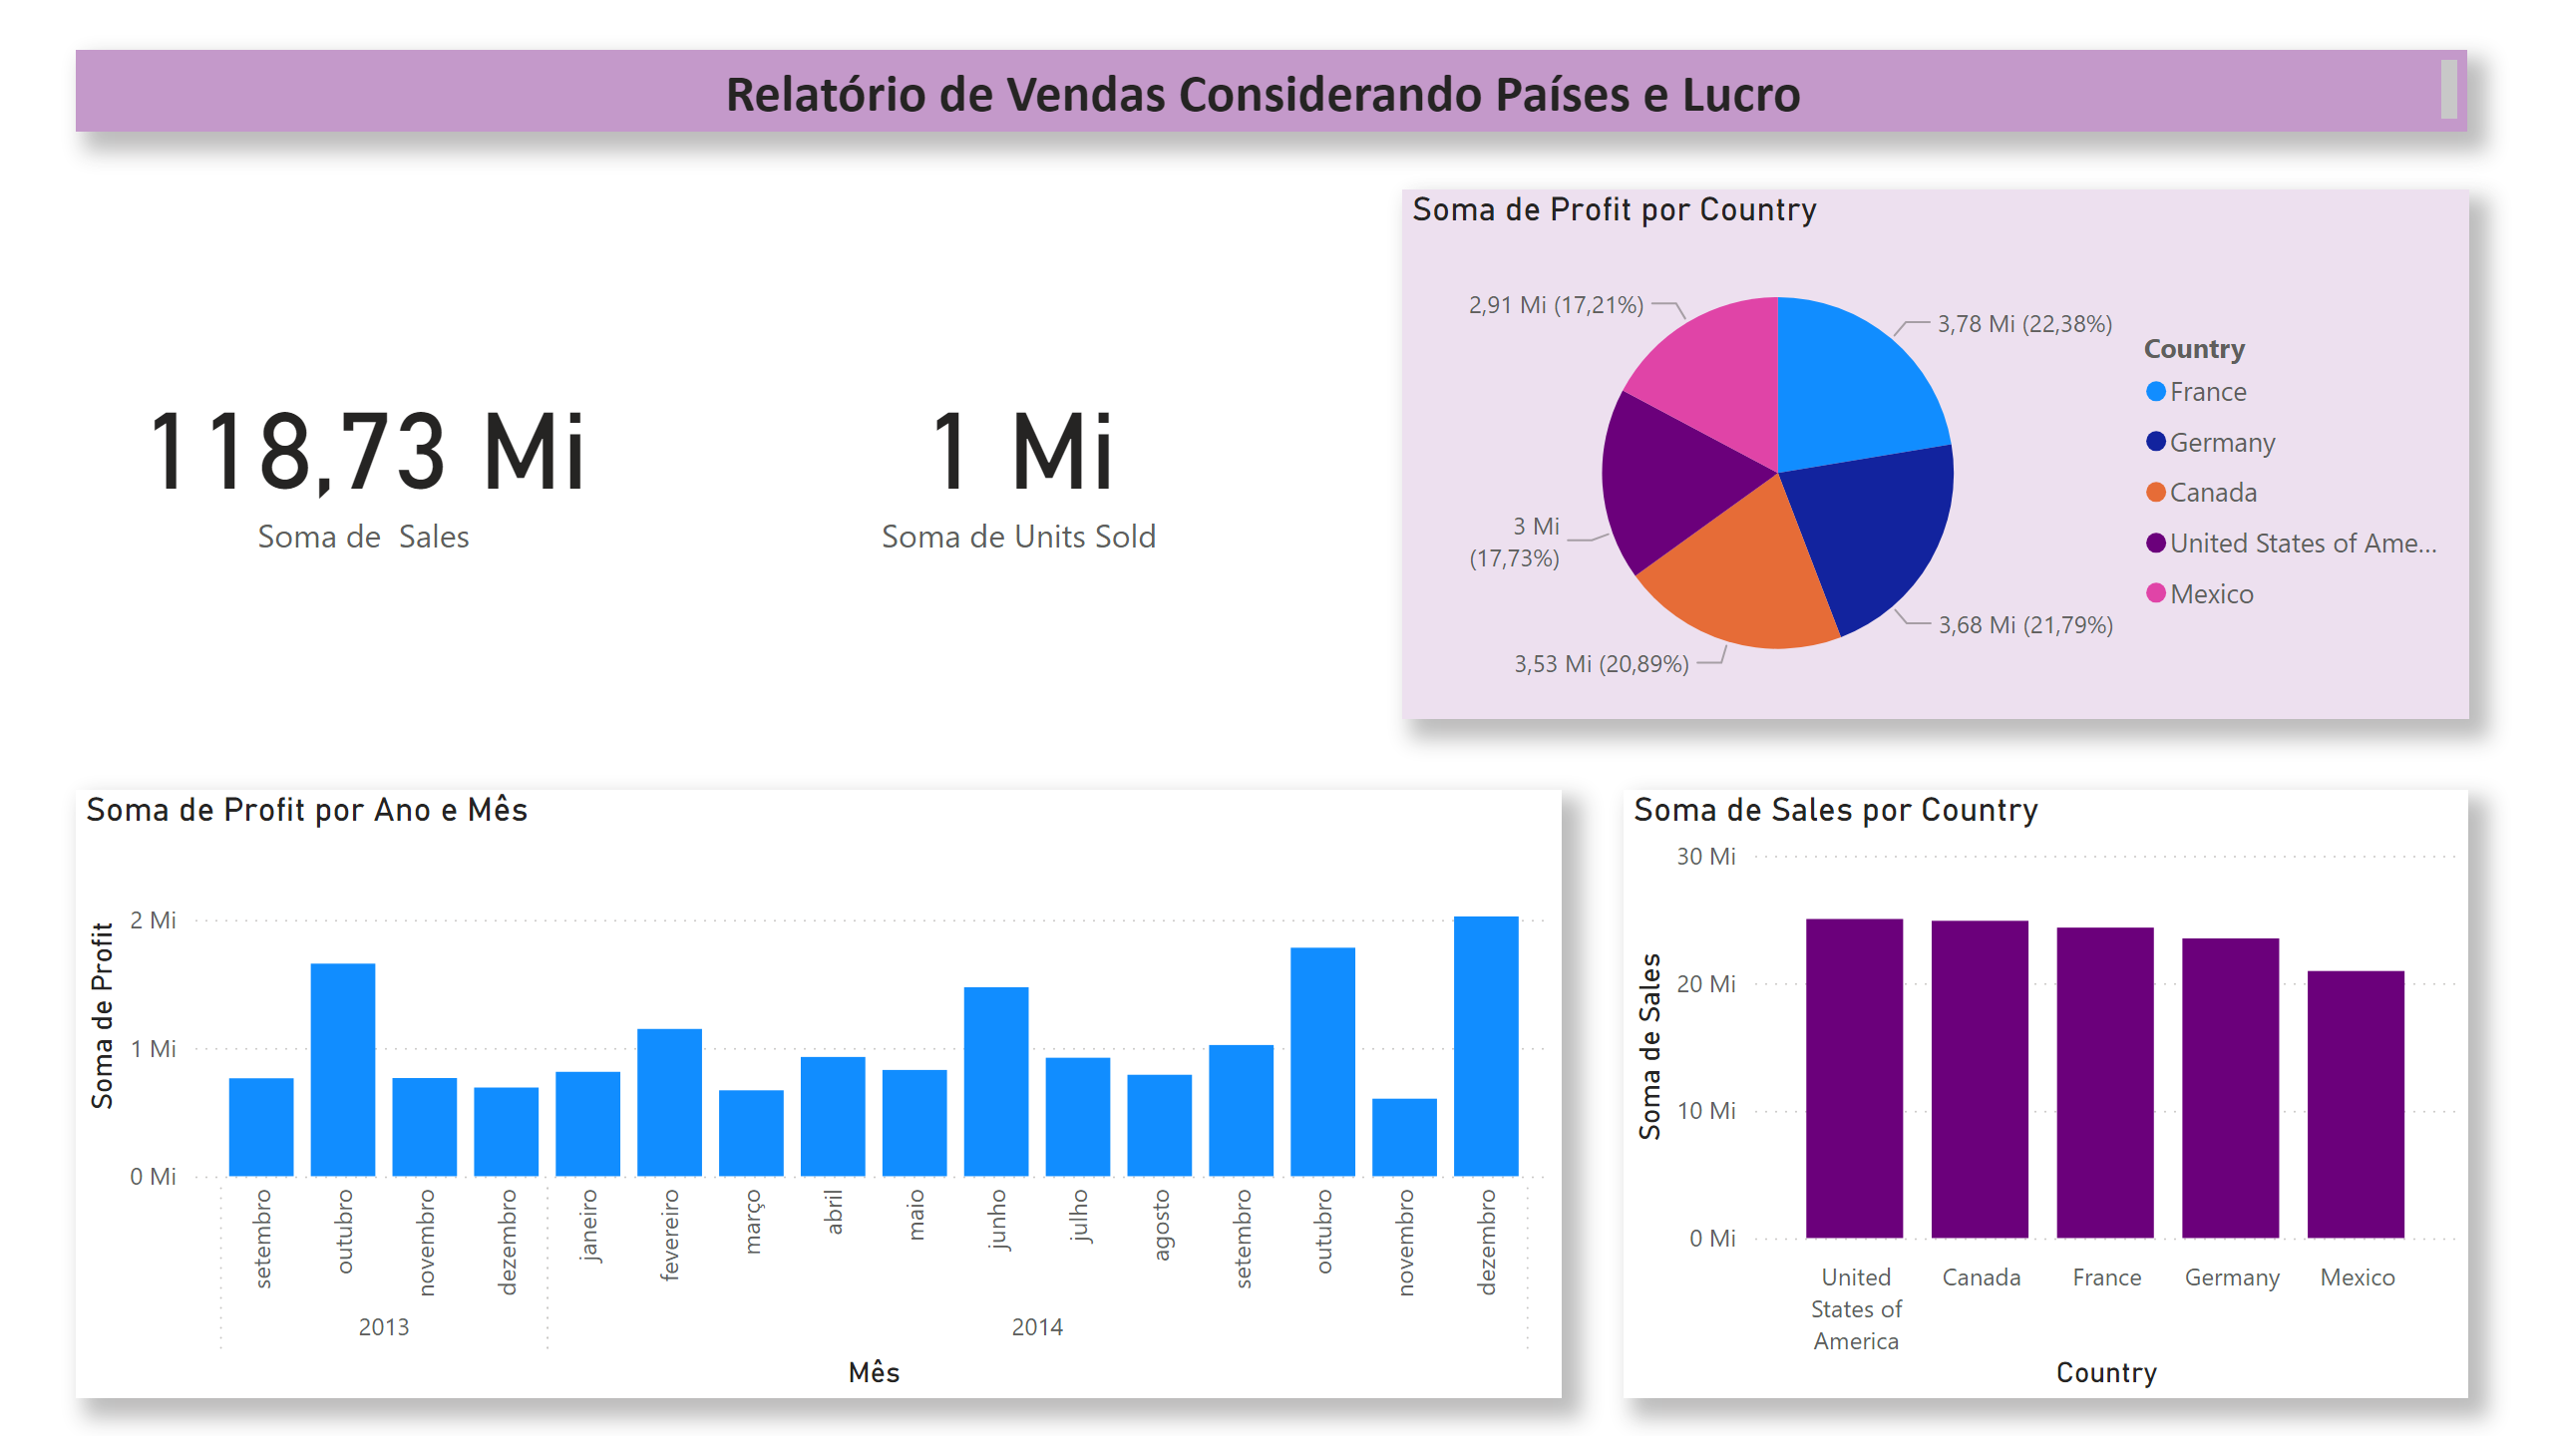 Relatório de Vendas Considerando Países e Lucro
118,73 Mi
Soma de  Sales
1 Mi
Soma de Units Sold
Soma de Profit por Country
2,91 Mi (17,21%)
3,78 Mi (22,38%)
3 Mi
(17,73%)
3,53 Mi (20,89%)
3,68 Mi (21,79%)
Country
France
Germany
Canada
United States of Ame...
Mexico
Soma de Profit por Ano e Mês
Soma de Profit
2 Mi
1 Mi
0 Mi
setembro
outubro
novembro
dezembro
janeiro
fevereiro
março
abril
maio
junho
julho
agosto
setembro
outubro
novembro
dezembro
2013
2014
Mês
Soma de Sales por Country
Soma de Sales
30 Mi
20 Mi
10 Mi
0 Mi
United
States of
America
Canada
France
Germany
Mexico
Country